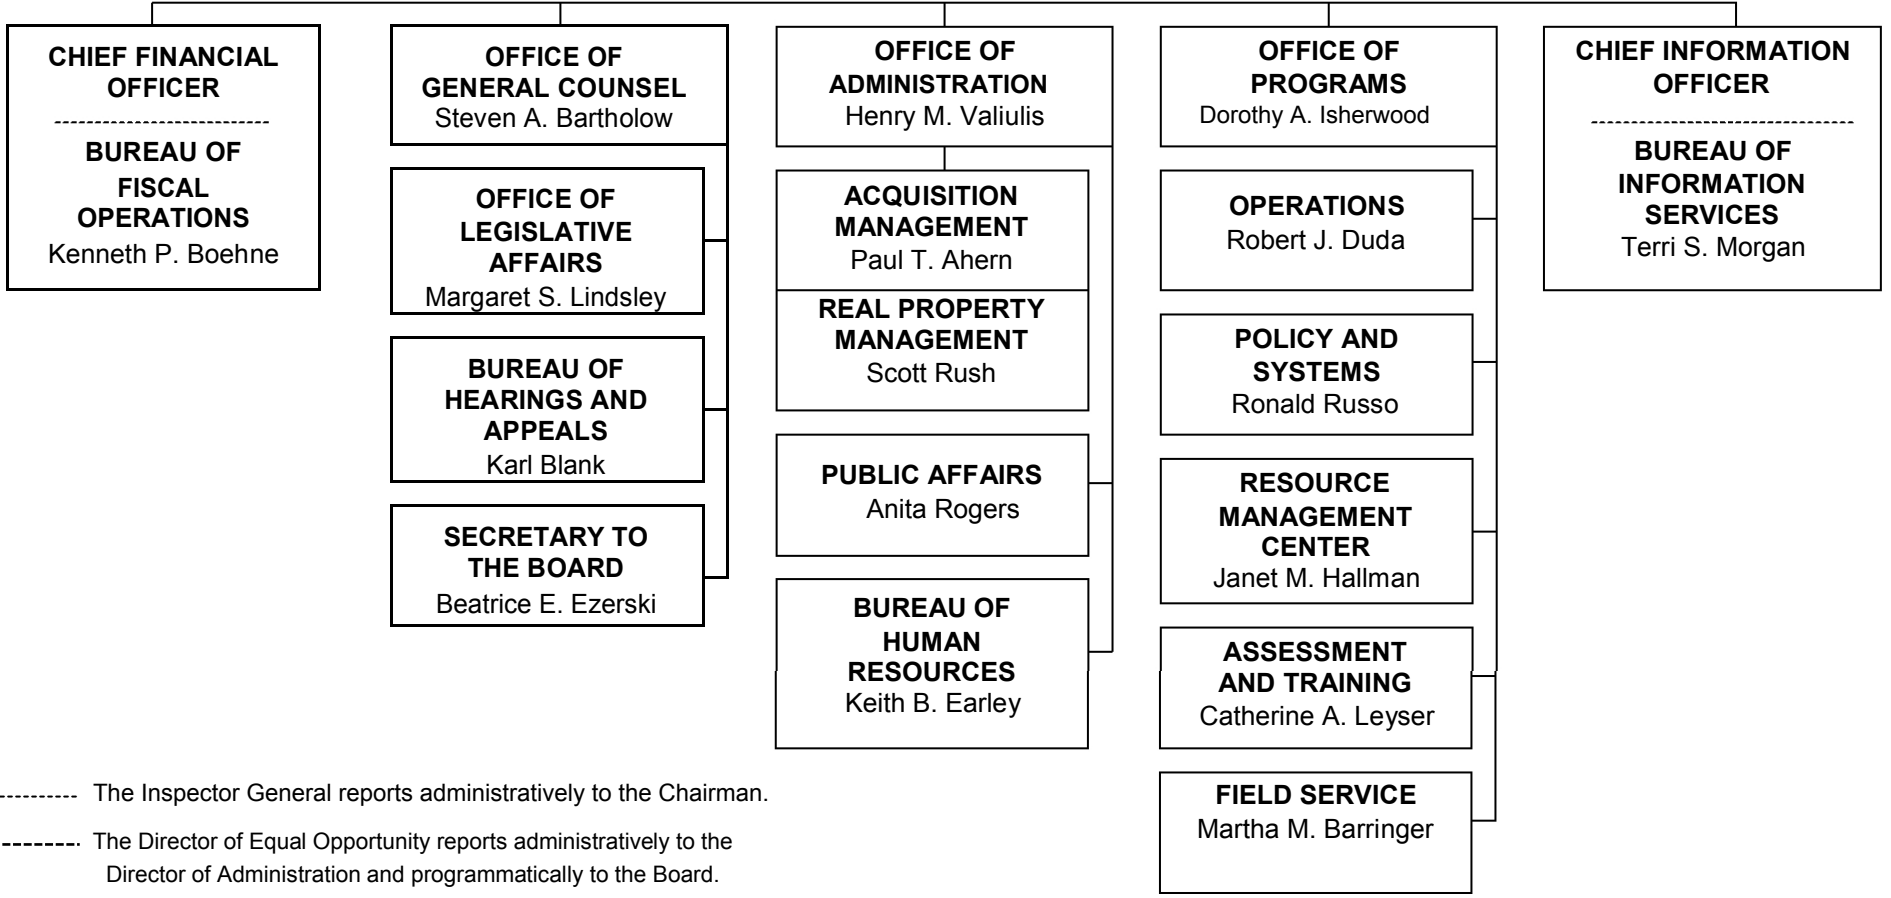 CHIEF FINANCIAL
OFFICER
BUREAU OF
FISCAL
OPERATIONS
Kenneth P. Boehne
OFFICE OF
GENERAL COUNSEL
Steven A. Bartholow
OFFICE OF
LEGISLATIVE
AFFAIRS
Margaret S. Lindsley
BUREAU OF
HEARINGS AND
APPEALS
Karl Blank
SECRETARY TO
THE BOARD
Beatrice E. Ezerski
OFFICE OF
ADMINISTRATION
Henry M. Valiulis
ACQUISITION
MANAGEMENT
Paul T. Ahern
REAL PROPERTY
MANAGEMENT
Scott Rush
PUBLIC AFFAIRS
Anita Rogers
BUREAU OF
HUMAN
RESOURCES
Keith B. Earley
OFFICE OF
PROGRAMS
Dorothy A. Isherwood
OPERATIONS
Robert J. Duda
POLICY AND
SYSTEMS
Ronald Russo
RESOURCE
MANAGEMENT
CENTER
Janet M. Hallman
ASSESSMENT
AND TRAINING
Catherine A. Leyser
FIELD SERVICE
Martha M. Barringer
CHIEF INFORMATION
OFFICER
BUREAU OF
INFORMATION
SERVICES
Terri S. Morgan
The Inspector General reports administratively to the Chairman.
The Director of Equal Opportunity reports administratively to the
Director of Administration and programmatically to the Board.